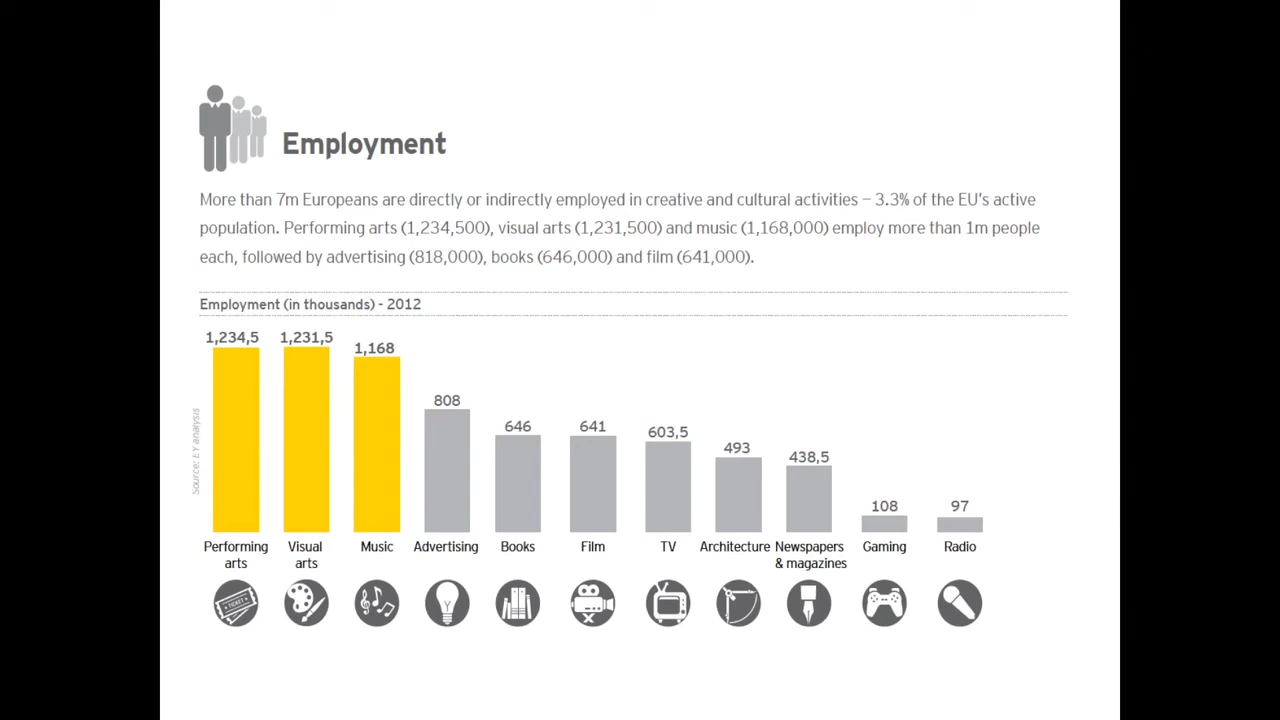 Employment
More than 7m Europeans are directly or indirectly employed in creative and cultural activities – 3.3% of the EU's active
population. Performing arts (1,234,500), visual arts (1,231,500) and music (1,168,000) employ more than 1m people
each, followed by advertising (818,000), books (646,000) and film (641,000).
Employment (in thousands) - 2012
1,234,5 1,231,5 1,168 808 646 641 603,5 493 438,5 108 97
Source: EY analysis
Performing Visual Music Advertising Books Film TV Architecture Newspapers Gaming Radio
arts arts & magazines
TICKET